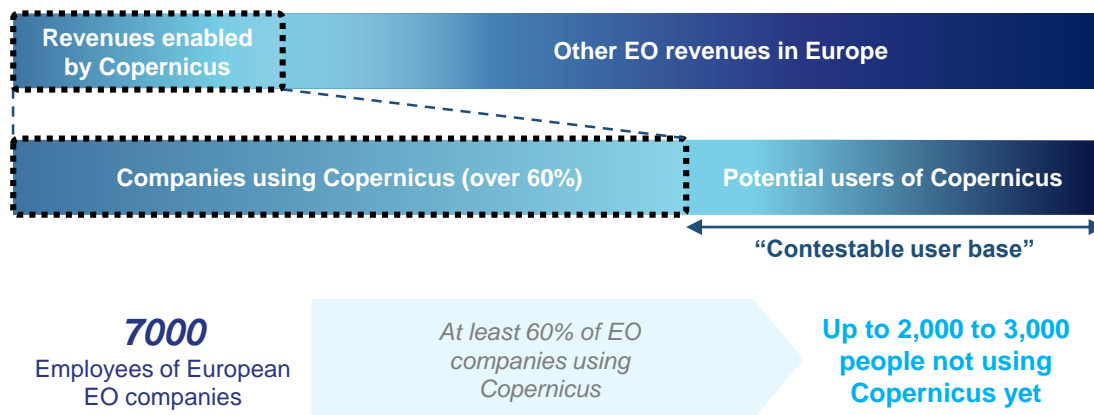 Revenues enabled
by Copernicus
Other EO revenues in Europe
Companies using Copernicus (over 60%)
Potential users of Copernicus
“Contestable user base”
7000
Employees of European
EO companies
At least 60% of EO
companies using
Copernicus
Up to 2,000 to 3,000
people not using
Copernicus yet